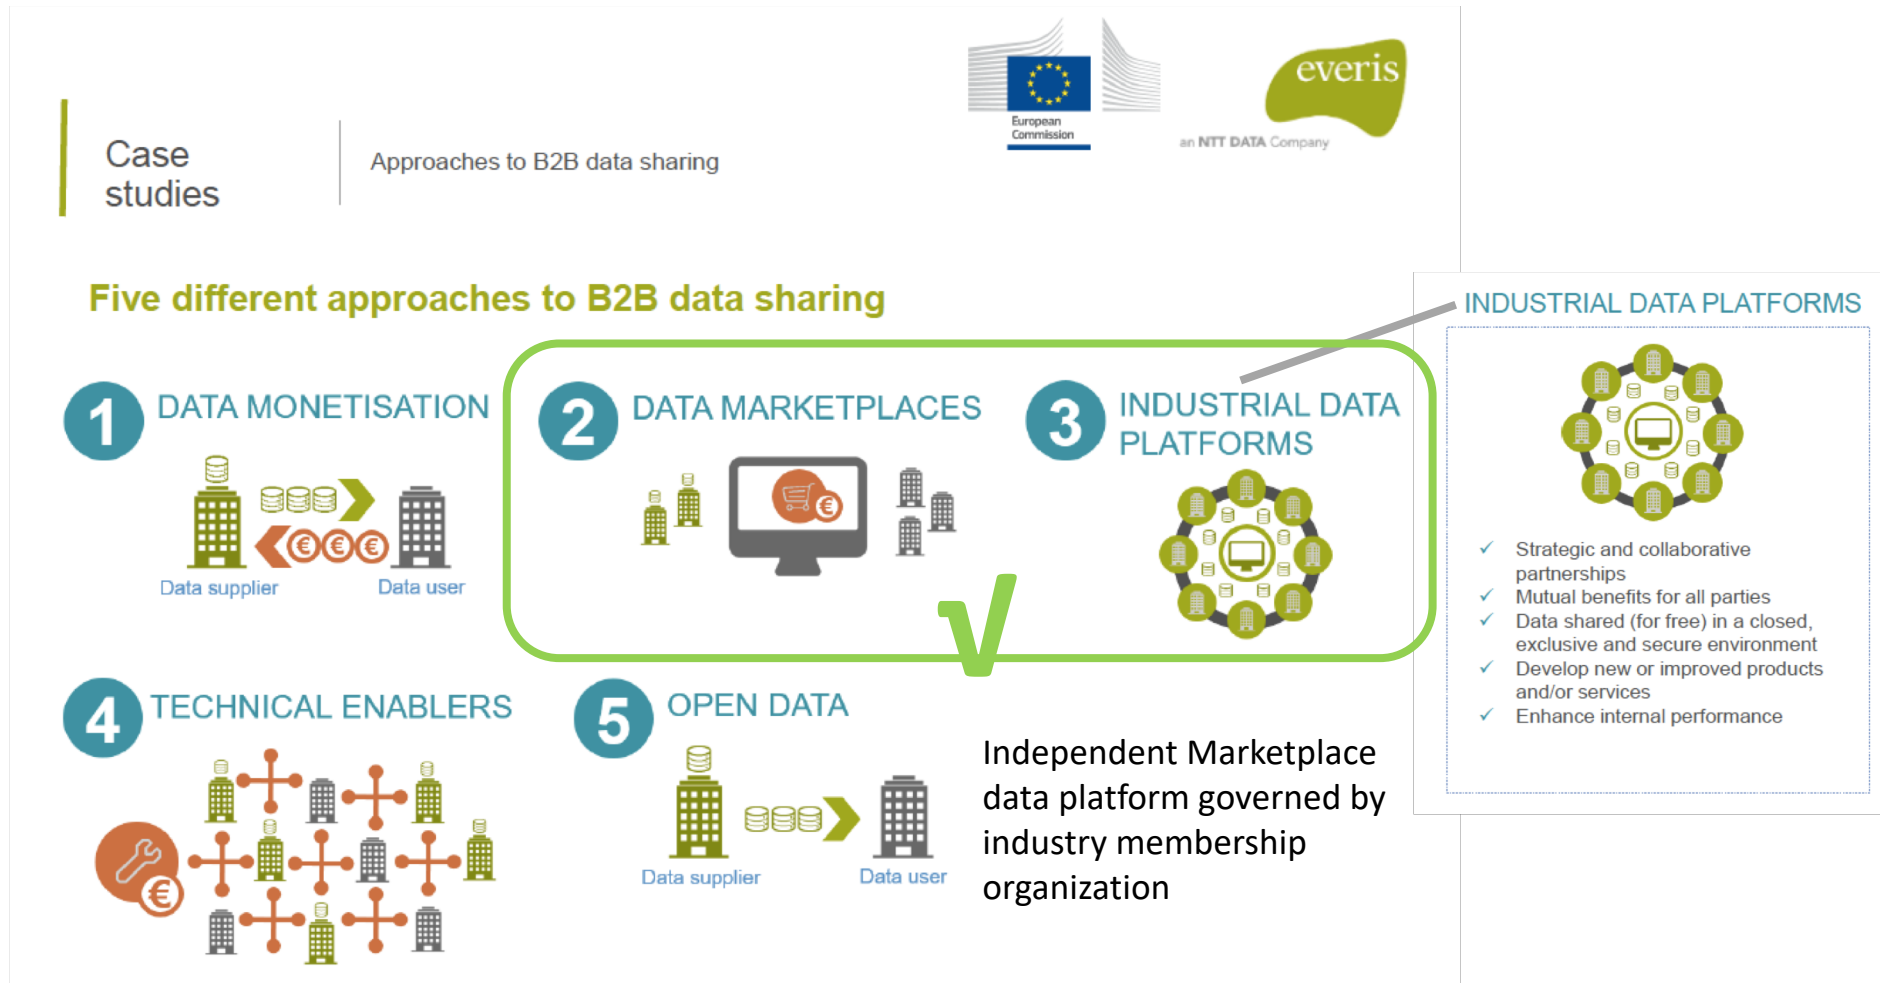 European
Commission
everis
an NTT DATA Company
Case
studies
Approaches to B2B data sharing
Five different approaches to B2B data sharing
1
DATA MONETISATION
€€€
Data supplier
Data user
2
DATA MARKETPLACES
€
3
INDUSTRIAL DATA
PLATFORMS
√
4
TECHNICAL ENABLERS
€
5
OPEN DATA
Data supplier
Data user
Independent Marketplace
data platform governed by
industry membership
organization
INDUSTRIAL DATA PLATFORMS
✓ Strategic and collaborative
partnerships
✓ Mutual benefits for all parties
✓ Data shared (for free) in a closed,
exclusive and secure environment
✓ Develop new or improved products
and/or services
✓ Enhance internal performance